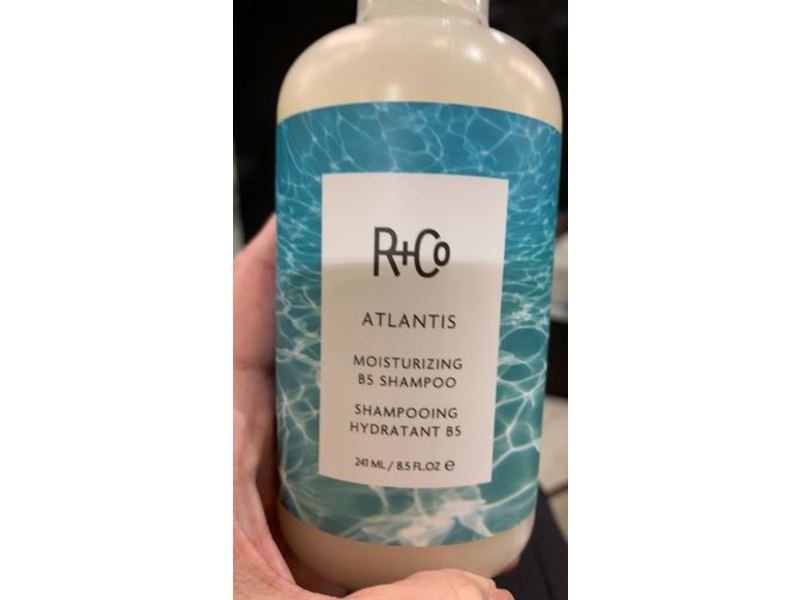 R+Co
ATLANTIS
MOISTURIZING
B5 SHAMPOO
SHAMPOOING
HYDRATANT B5
241 ML / 8.5 FL.OZ ℮